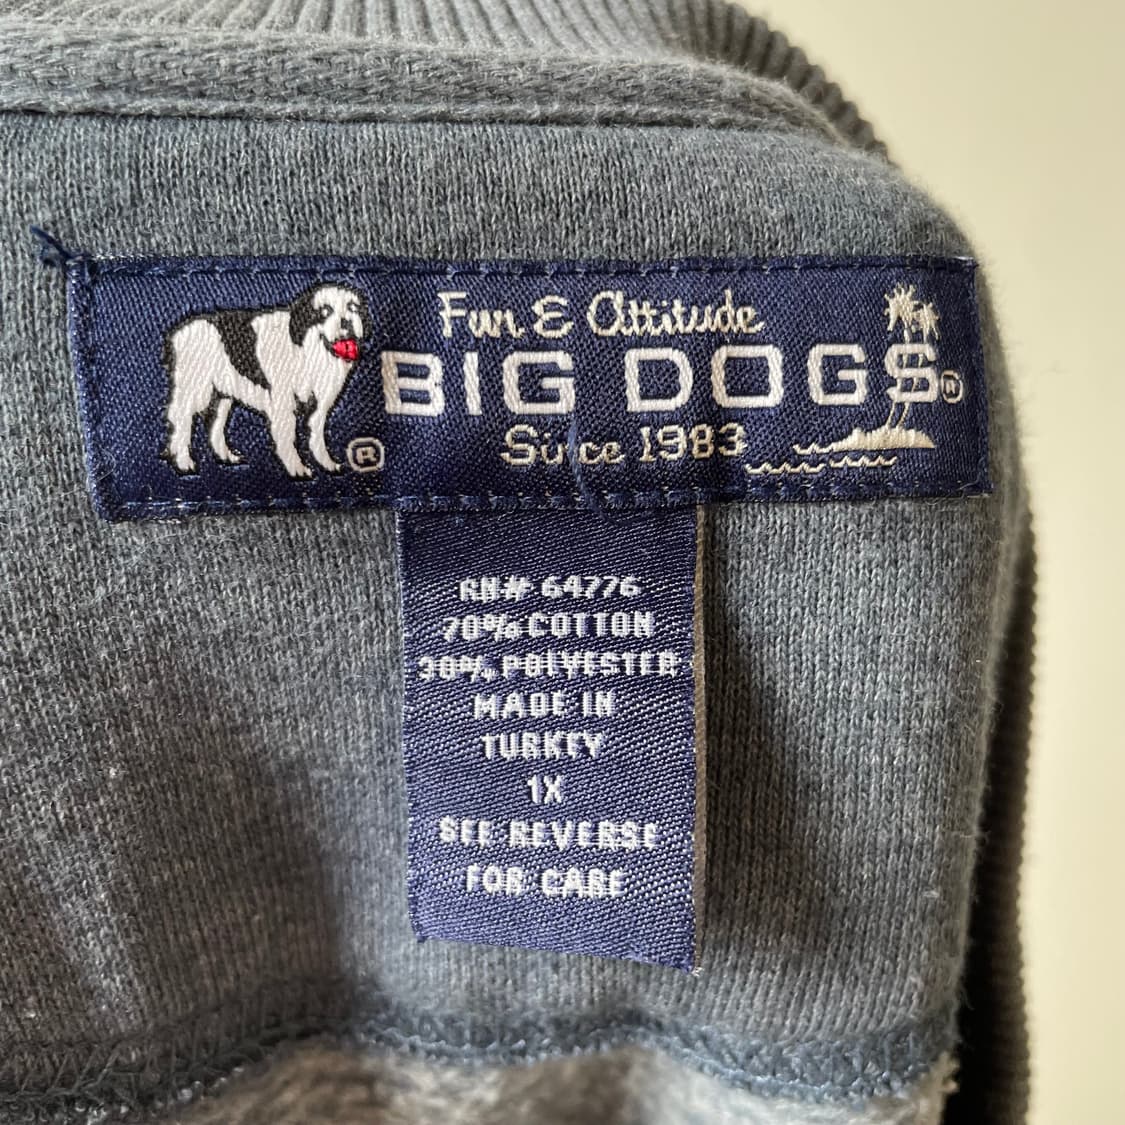 Fun & Attitude
BIG DOGS®
Since 1983
®
RN# 64776
70% COTTON
30% POLYESTER
MADE IN
TURKEY
1X
SEE REVERSE
FOR CARE